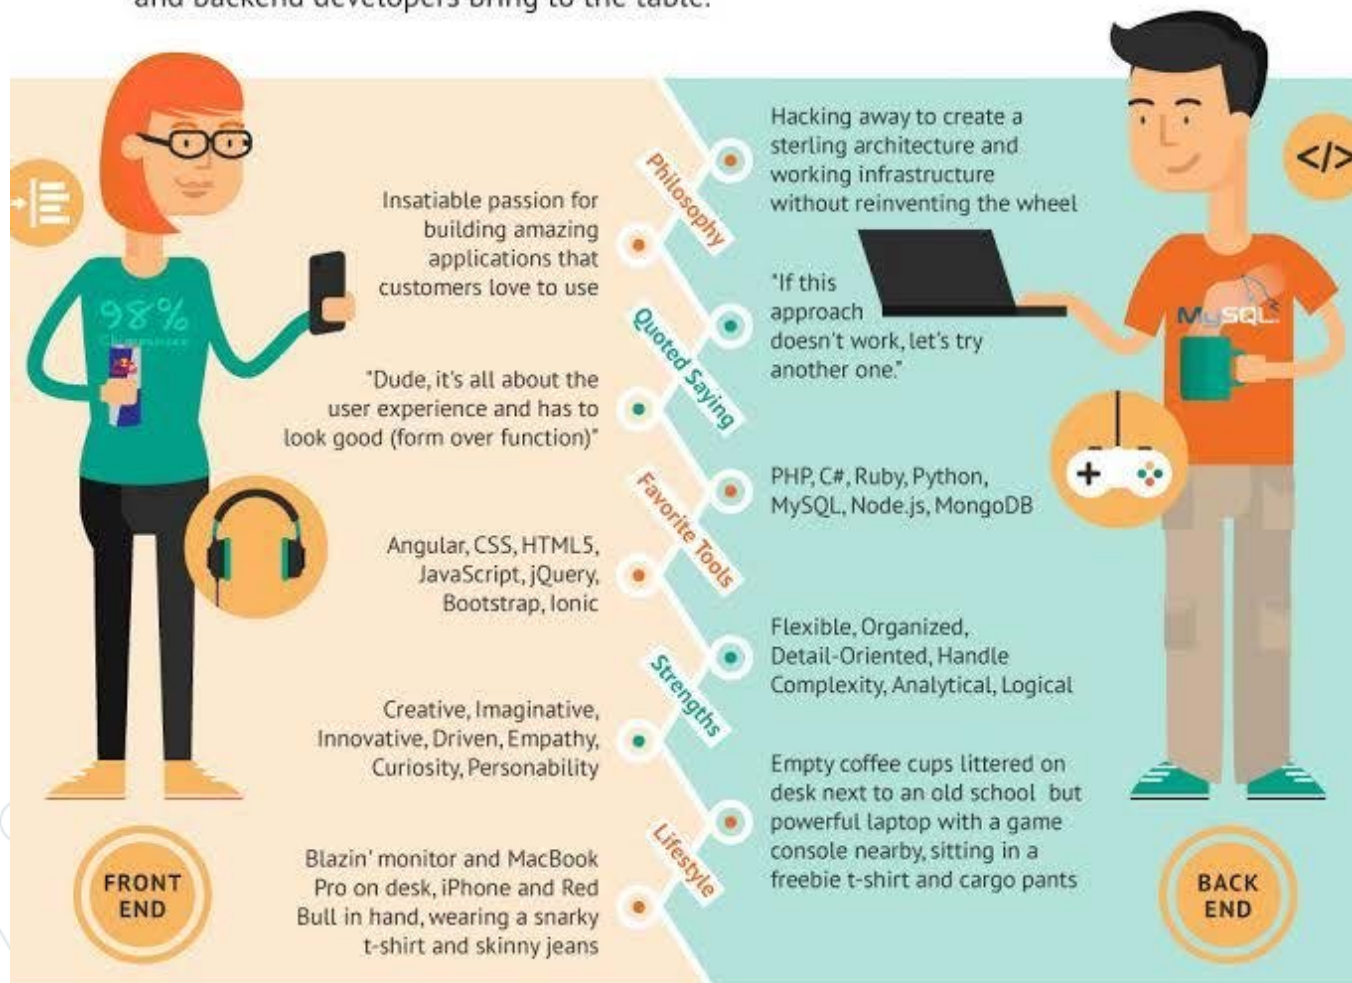 and backend developers bring to the table.
Philosophy
Insatiable passion for
building amazing
applications that
customers love to use
Hacking away to create a
sterling architecture and
working infrastructure
without reinventing the wheel
Quoted Saying
"Dude, it's all about the
user experience and has to
look good (form over function)"
"If this
approach
doesn't work, let's try
another one."
Favorite Tools
Angular, CSS, HTML5,
JavaScript, jQuery,
Bootstrap, Ionic
PHP, C#, Ruby, Python,
MySQL, Node.js, MongoDB
Strengths
Creative, Imaginative,
Innovative, Driven, Empathy,
Curiosity, Personability
Flexible, Organized,
Detail-Oriented, Handle
Complexity, Analytical, Logical
Lifestyle
Blazin' monitor and MacBook
Pro on desk, iPhone and Red
Bull in hand, wearing a snarky
t-shirt and skinny jeans
Empty coffee cups littered on
desk next to an old school but
powerful laptop with a game
console nearby, sitting in a
freebie t-shirt and cargo pants
98%
MySQL
</>
FRONT
END
BACK
END